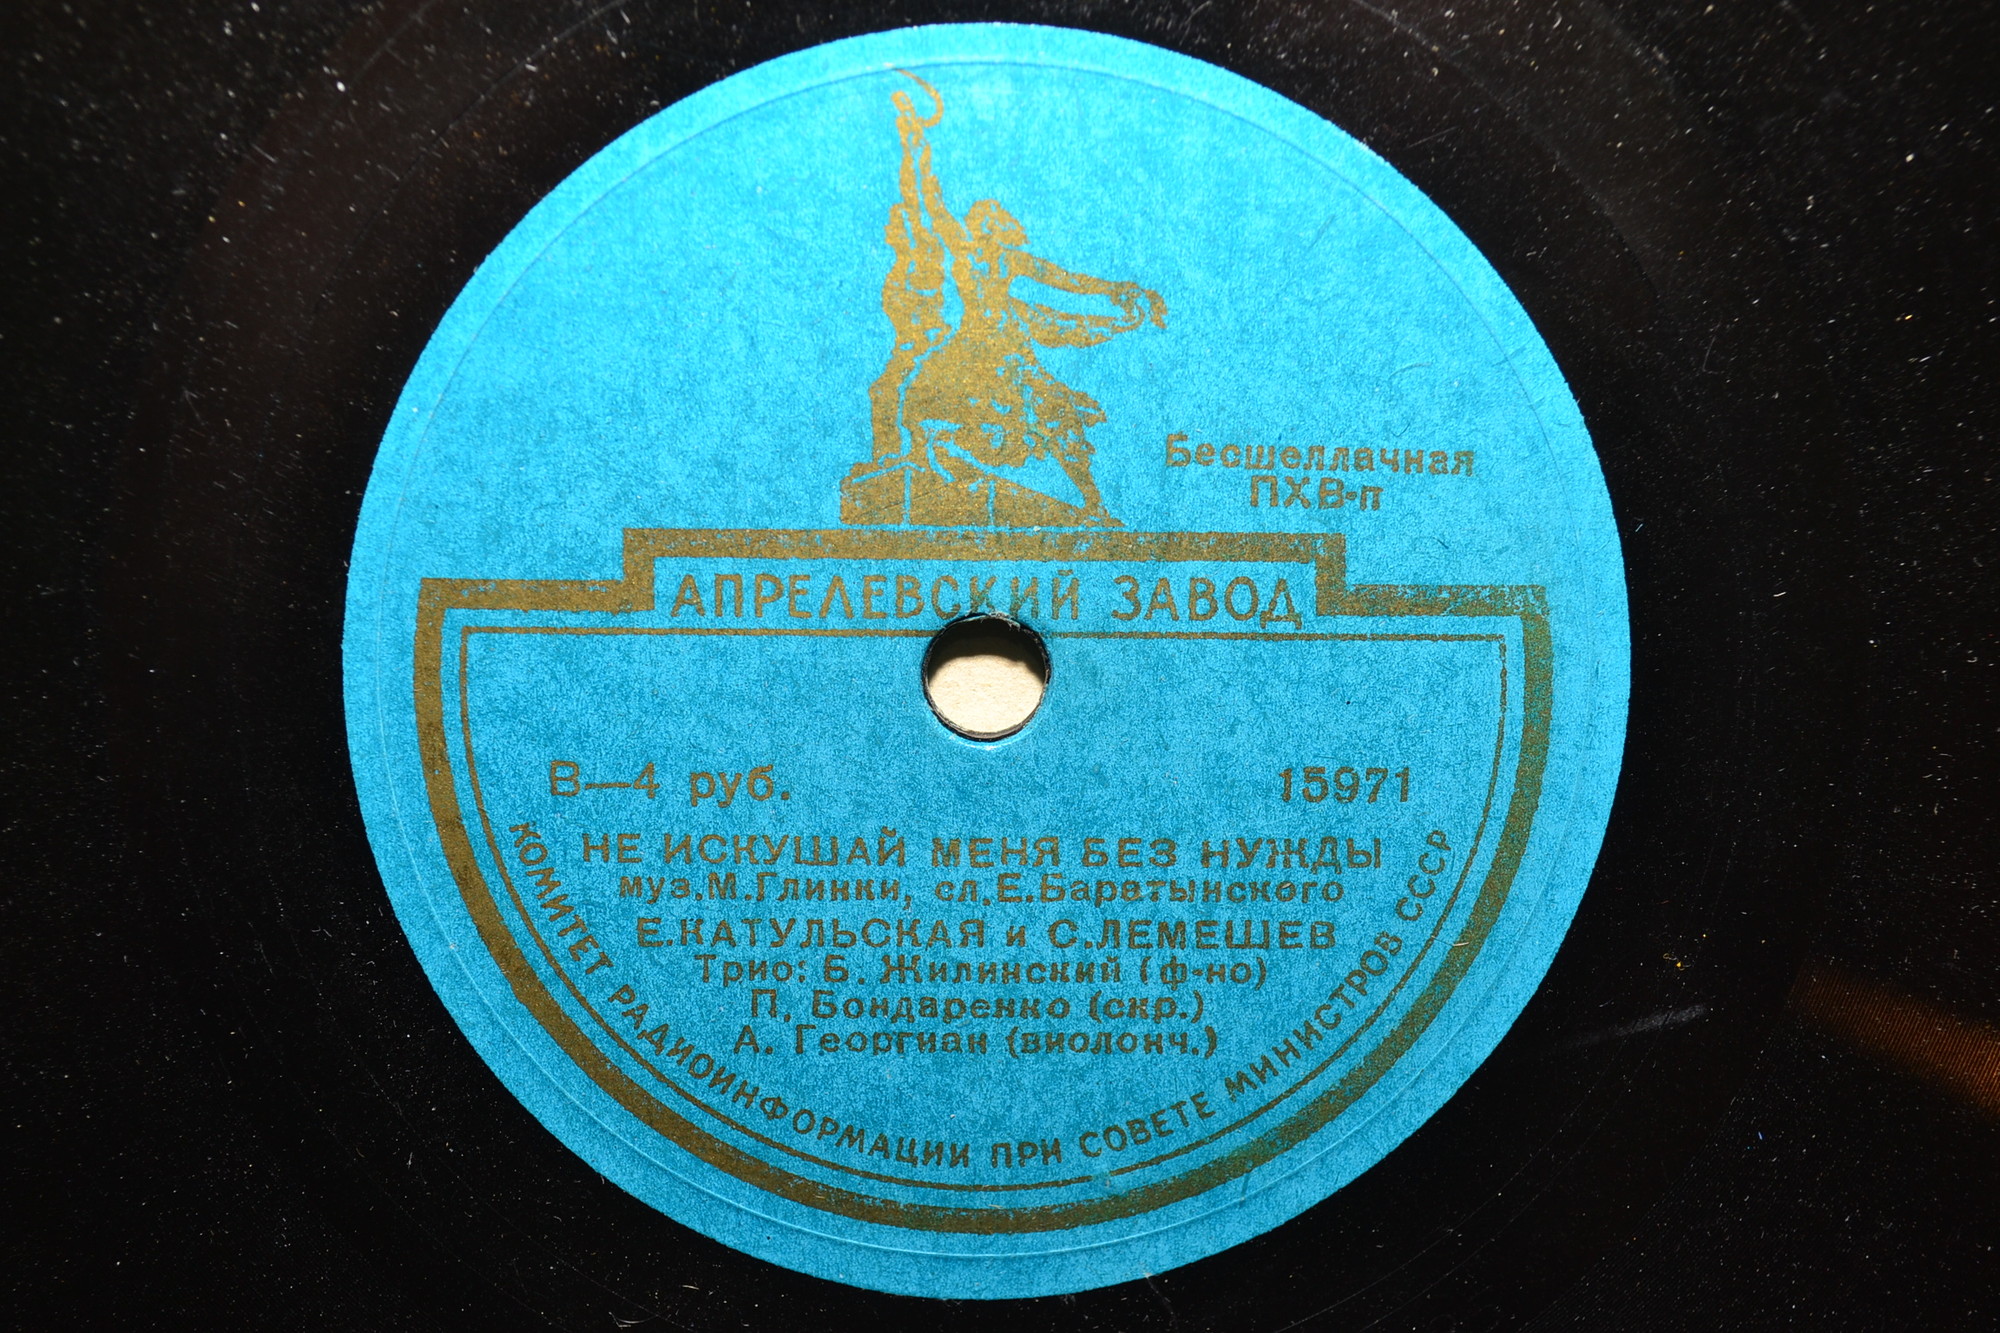 Бесшеллачная
ПХВ-п
АПРЕЛЕВСКИЙ ЗАВОД
В—4 руб.
15971
НЕ ИСКУШАЙ МЕНЯ БЕЗ НУЖДЫ
муз.М.Глинки, сл.Е.Баратынского
Е.КАТУЛЬСКАЯ и С.ЛЕМЕШЕВ
Трио: Б. Жилинский (ф-но)
П. Бондаренко (скр.)
А. Георгиан (виолонч.)
КОМИТЕТ РАДИОИНФОРМАЦИИ ПРИ СОВЕТЕ МИНИСТРОВ СССР